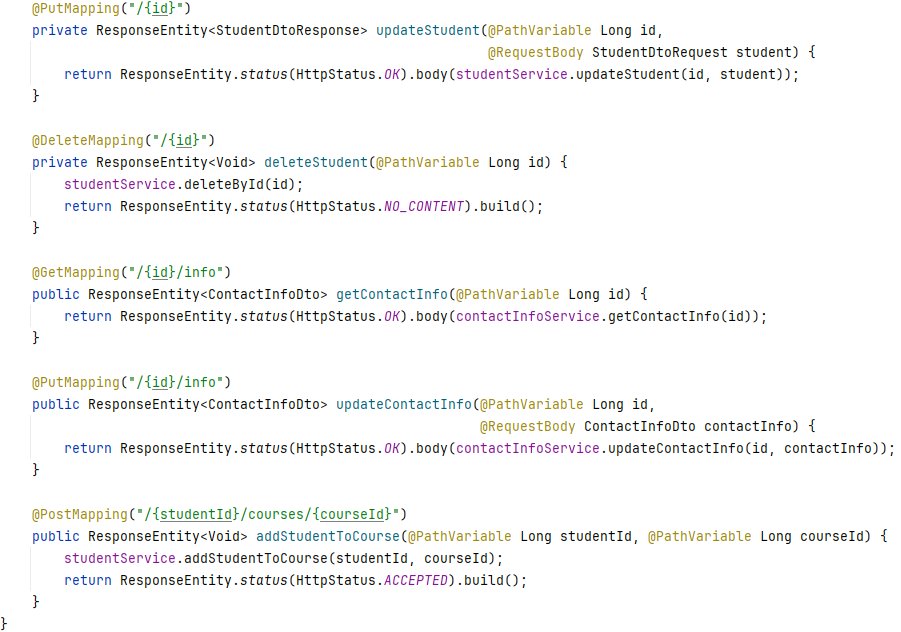 @PutMapping("/{id}")
private ResponseEntity<StudentDtoResponse> updateStudent(@PathVariable Long id,
@RequestBody StudentDtoRequest student) {
return ResponseEntity.status(HttpStatus.OK).body(studentService.updateStudent(id, student));
}
@DeleteMapping("/{id}")
private ResponseEntity<Void> deleteStudent(@PathVariable Long id) {
studentService.deleteById(id);
return ResponseEntity.status(HttpStatus.NO_CONTENT).build();
}
@GetMapping("/{id}/info")
public ResponseEntity<ContactInfoDto> getContactInfo(@PathVariable Long id) {
return ResponseEntity.status(HttpStatus.OK).body(contactInfoService.getContactInfo(id));
}
@PutMapping("/{id}/info")
public ResponseEntity<ContactInfoDto> updateContactInfo(@PathVariable Long id,
@RequestBody ContactInfoDto contactInfo) {
return ResponseEntity.status(HttpStatus.OK).body(contactInfoService.updateContactInfo(id, contactInfo));
}
@PostMapping("/{studentId}/courses/{courseId}")
public ResponseEntity<Void> addStudentToCourse(@PathVariable Long studentId, @PathVariable Long courseId) {
studentService.addStudentToCourse(studentId, courseId);
return ResponseEntity.status(HttpStatus.ACCEPTED).build();
}
}